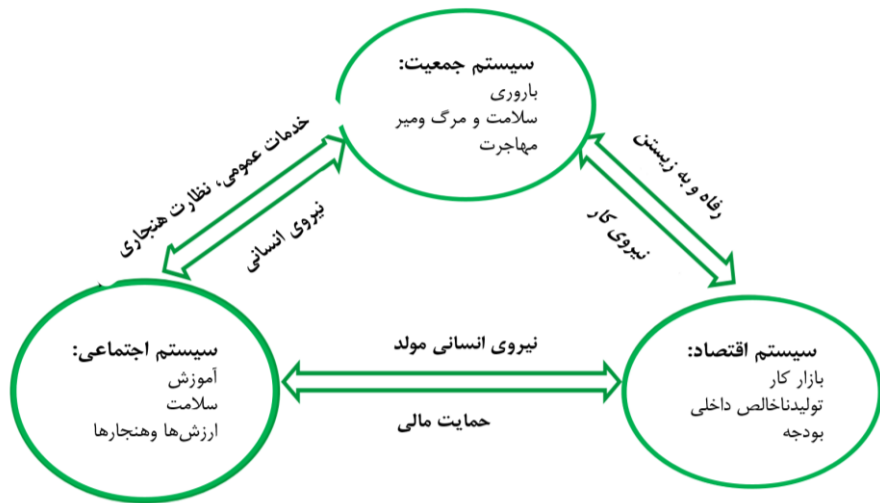 سیستم جمعیت:
باروری
سلامت و مرگ ومیر
مهاجرت
رفاه و به زیستن
نیروی کار
خدمات عمومی، نظارت هنجاری
نیروی انسانی
سیستم اقتصاد:
بازار کار
تولیدناخالص داخلی
بودجه
نیروی انسانی مولد
حمایت مالی
سیستم اجتماعی:
آموزش
سلامت
ارزش‌ها وهنجارها